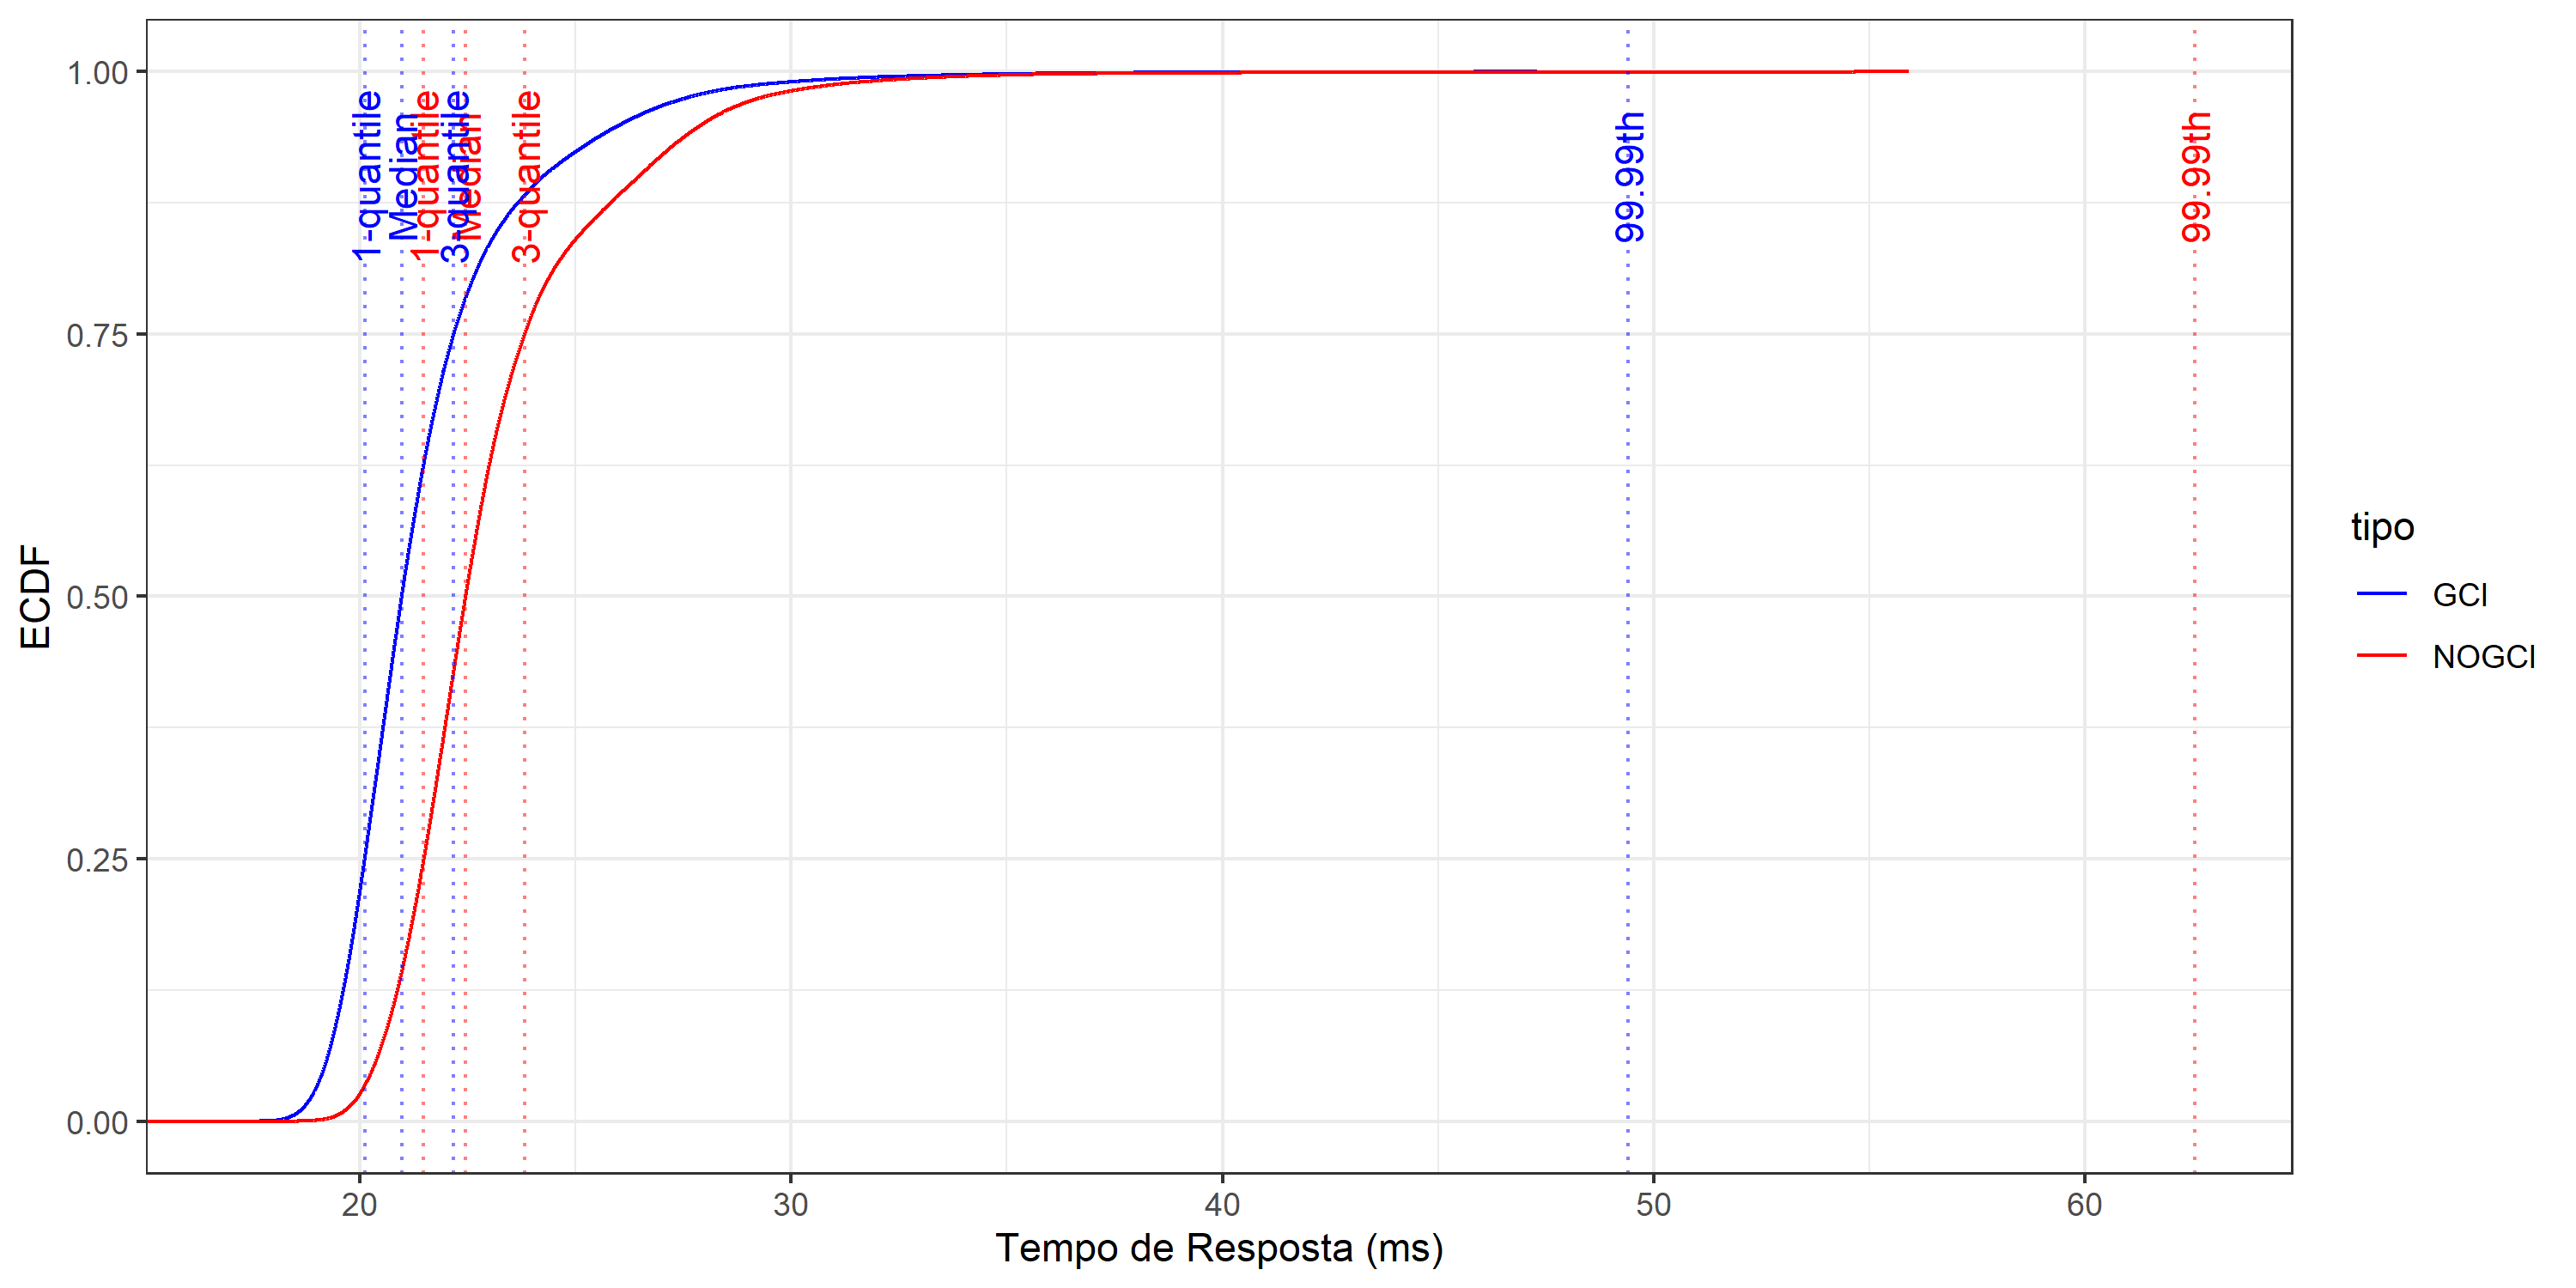 1.00
0.75
0.50
0.25
0.00
ECDF
1-quantile
Median
1-quantile
3-quantile
Median
3-quantile
99.99th
99.99th
20
30
40
50
60
Tempo de Resposta (ms)
tipo
GCI
NOGCI